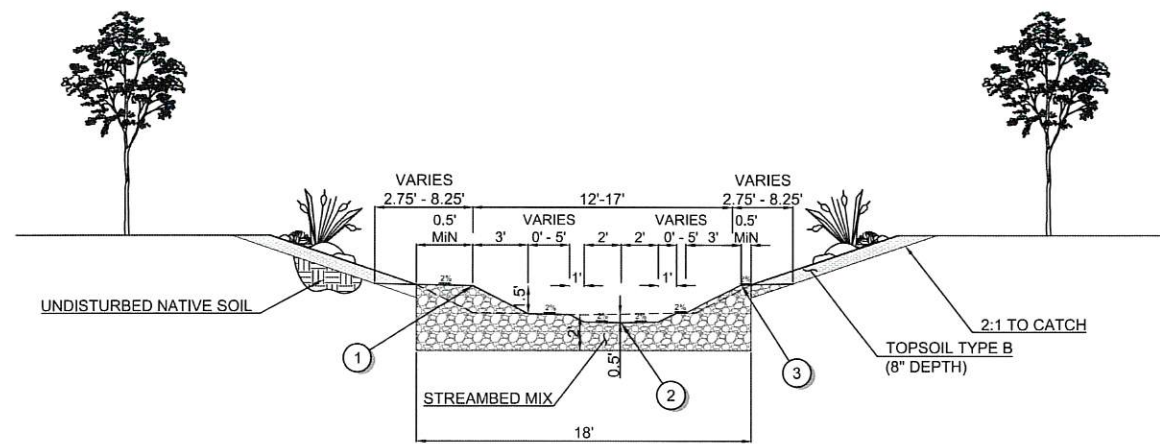 VARIES
2.75' - 8.25'
12'-17'
VARIES
2.75' - 8.25'
0.5'
MiN
3'
VARIES
0' - 5'
2'
2'
VARIES
0' - 5'
3'
0.5'
MIN
1'
1'
2%
1.5'
2%
2%
2%
2%
2%
2'
0.5'
UNDISTURBED NATIVE SOIL
2:1 TO CATCH
TOPSOIL TYPE B
(8" DEPTH)
1
2
3
STREAMBED MIX
18'